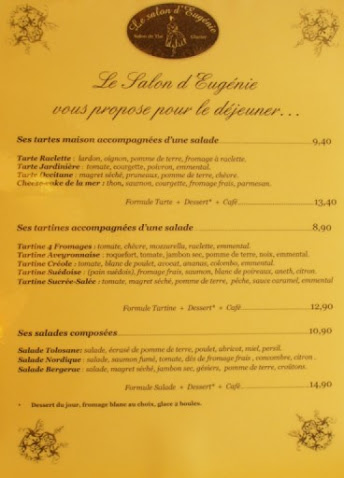 Le salon d'Eugénie
Salon de Thé Glacier
Le Salon d'Eugénie
vous propose pour le déjeuner...
Ses tartes maison accompagnées d'une salade 9,40
Tarte Raclette : lardon, oignon, pomme de terre, fromage à raclette.
Tarte Jardinière : tomate, courgette, poivron, emmental.
Tarte Occitane : magret séché, pruneaux, pomme de terre, chèvre.
Cheese-cake de la mer : thon, saumon, courgette, fromage frais, parmesan.
Formule Tarte + Dessert* + Café 13,40
Ses tartines accompagnées d'une salade 8,90
Tartine 4 Fromages : tomate, chèvre, mozzarella, raclette, emmental.
Tartine Aveyronnaise : roquefort, tomate, jambon sec, pomme de terre, noix, emmental.
Tartine Créole : tomate, blanc de poulet, avocat, ananas, colombo, emmental.
Tartine Suédoise : (pain suédois), fromage frais, saumon, blanc de poireaux, aneth, citron.
Tartine Sucrée-Salée : tomate, magret séché, pomme de terre, pêche, sauce caramel, emmental
Formule Tartine + Dessert* + Café 12,90
Ses salades composées 10,90
Salade Tolosane: salade, écrasé de pomme de terre, poulet, abricot, miel, persil.
Salade Nordique : salade, saumon fumé, tomate, dés de fromage frais , concombre, citron .
Salade Bergerac : salade, magret séché, jambon sec, gésiers, pomme de terre, croûtons.
Formule Salade + Dessert* + Café 14,90
* Dessert du jour, fromage blanc au choix, glace 2 boules.